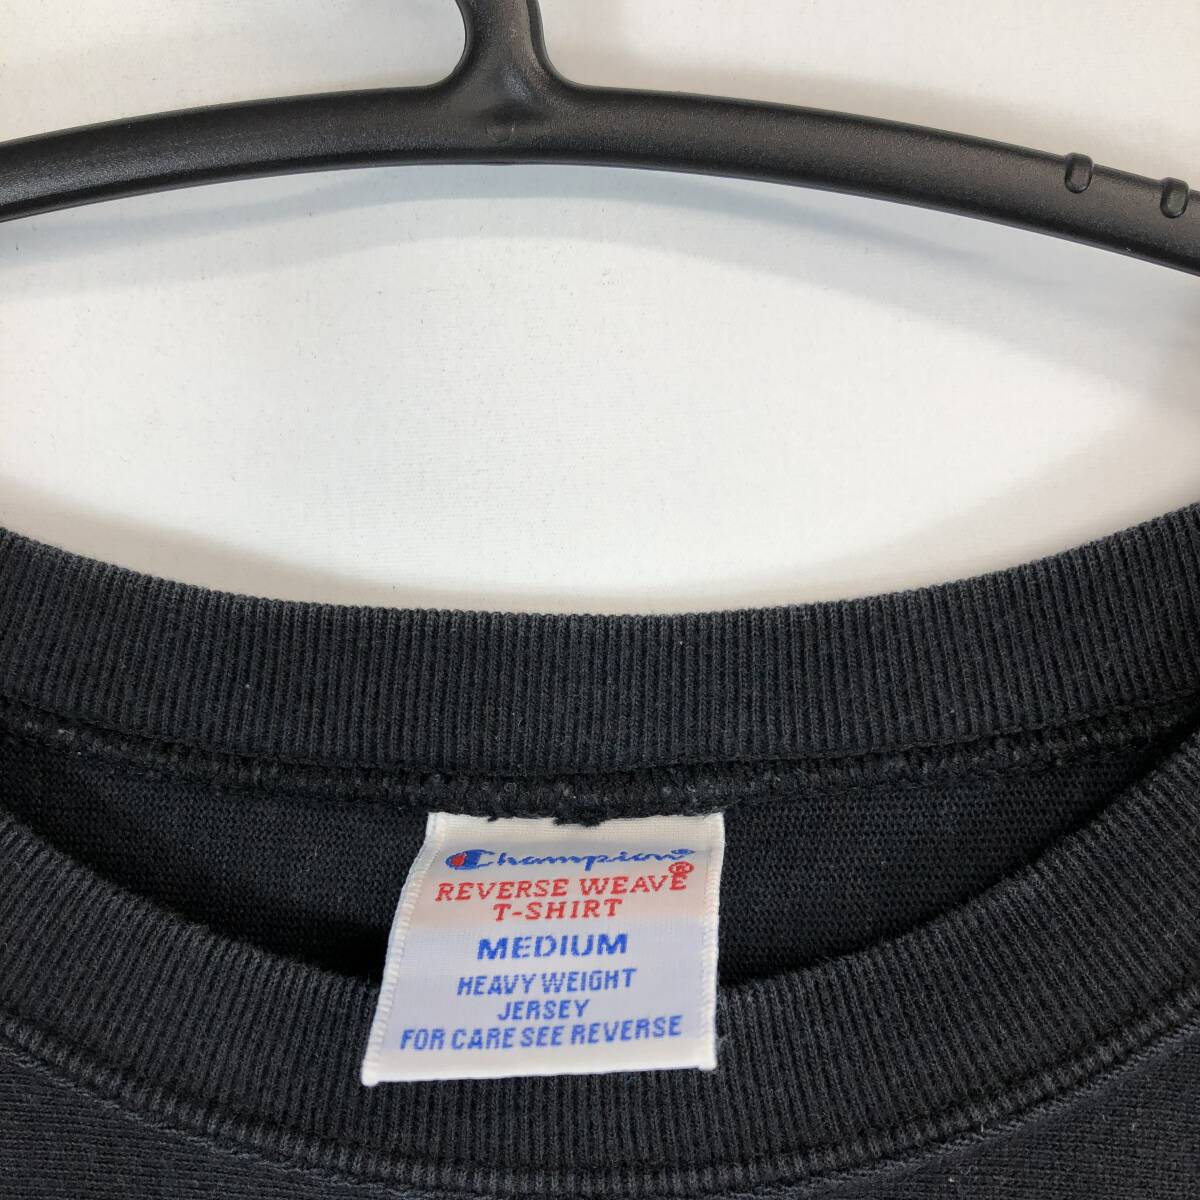 Champion®
REVERSE WEAVE®
T-SHIRT
MEDIUM
HEAVY WEIGHT
JERSEY
FOR CARE SEE REVERSE